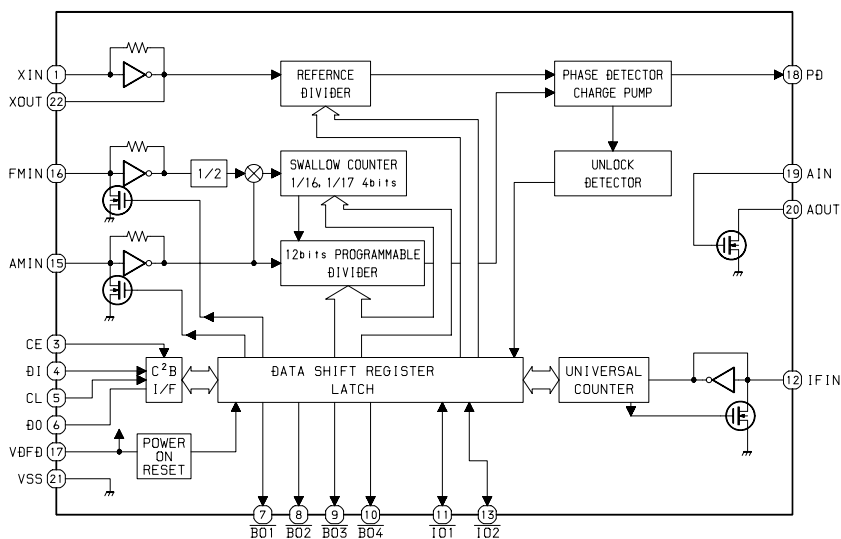 XIN 1
XOUT 22
REFERNCE
DIVIDER
PHASE DETECTOR
CHARGE PUMP
18 PD
FMIN 16
1/2
SWALLOW COUNTER
1/16, 1/17 4bits
UNLOCK
DETECTOR
19 AIN
20 AOUT
AMIN 15
12bits PROGRAMMABLE
DIVIDER
CE 3
DI 4
CL 5
DO 6
C²B
I/F
DATA SHIFT REGISTER
LATCH
UNIVERSAL
COUNTER
12 IFIN
VDFD 17
POWER
ON
RESET
VSS 21
7 8 9 10 11 13
BO1 BO2 BO3 BO4 IO1 IO2